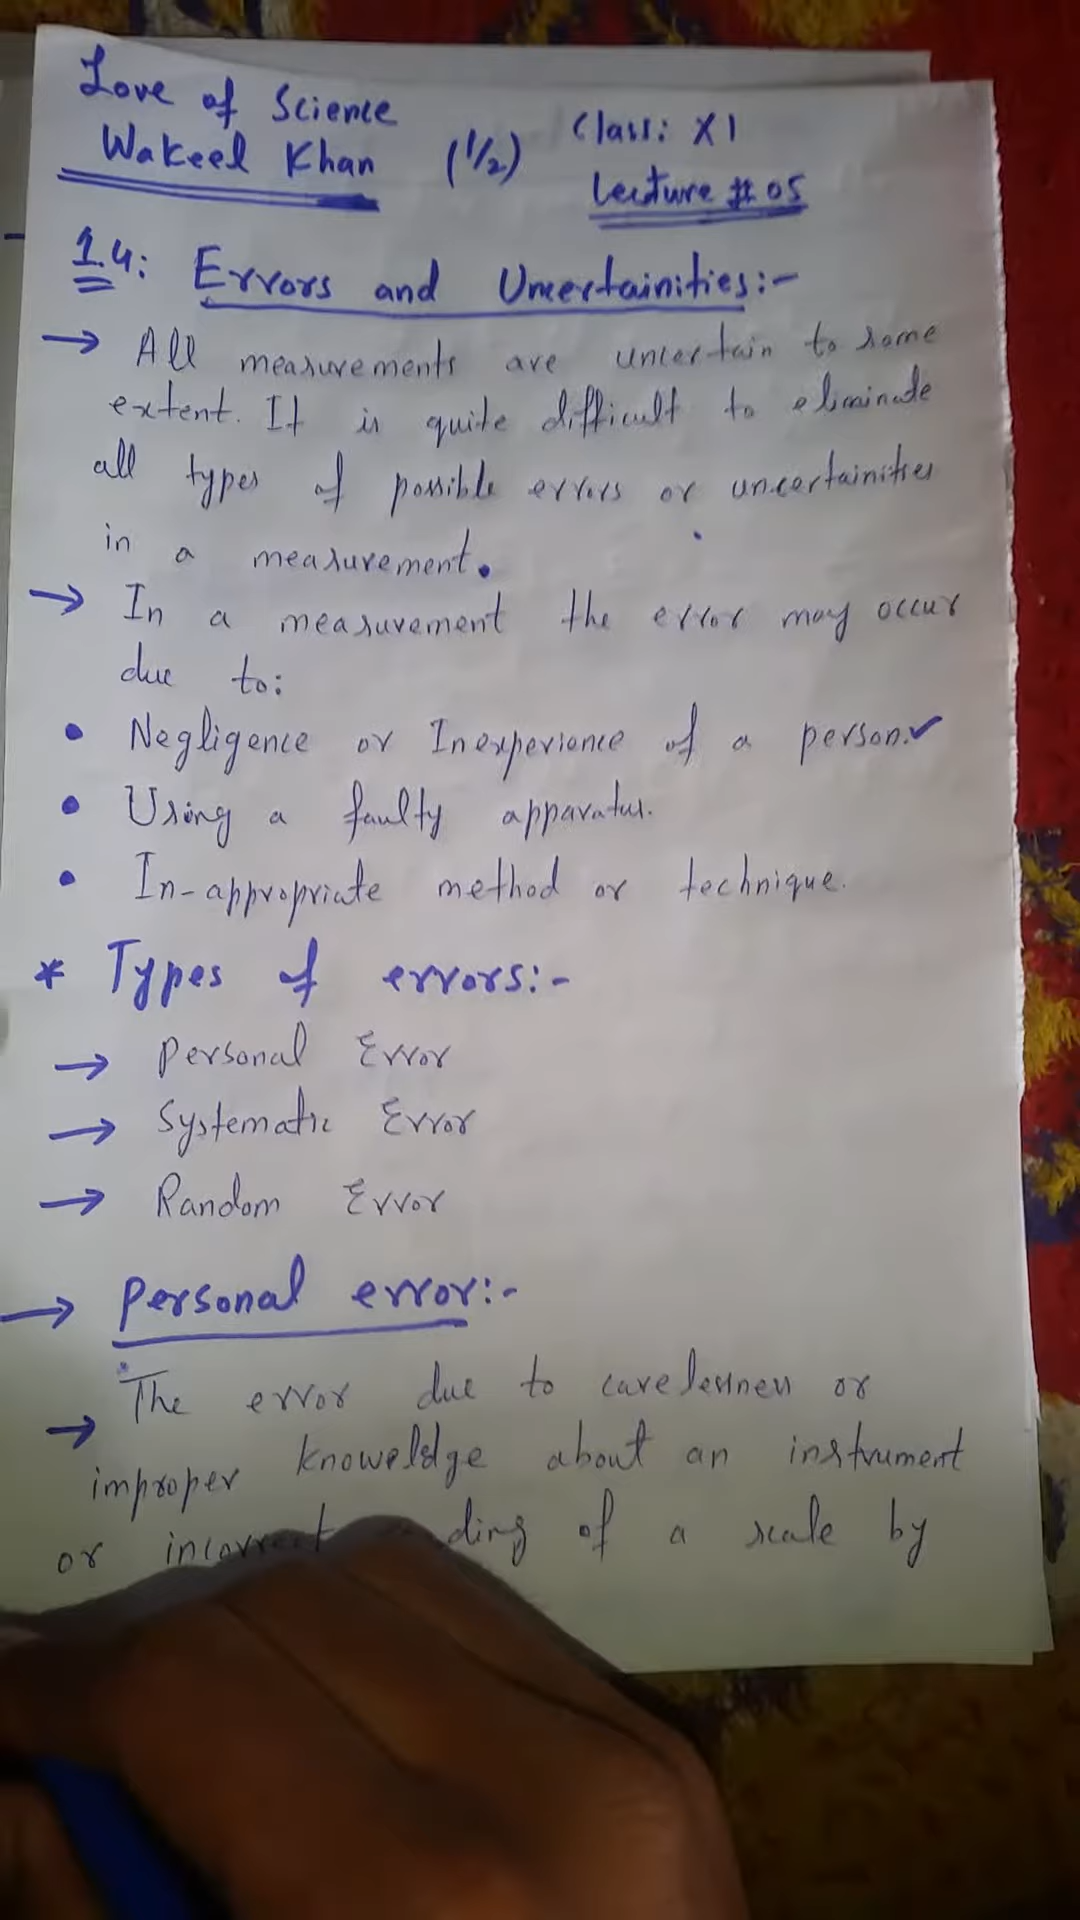 Love of Science
Wakeel Khan (1/2) Class: XI
Lecture # 05
1.4: Errors and Uncertainities:-
→ All measurements are uncertain to some
extent. It is quite difficult to eliminate
all types of possible errors or uncertainities
in a measurement.
→ In a measurement the error may occur
due to:
• Negligence or Inexperience of a person.✓
• Using a faulty apparatus.
• In-appropriate method or technique.
* Types of errors:-
→ Personal Error
→ Systematic Error
→ Random Error
→ Personal error:-
→ The error due to carelessness or
improper knoweldge about an instrument
or incorrect ding of a scale by